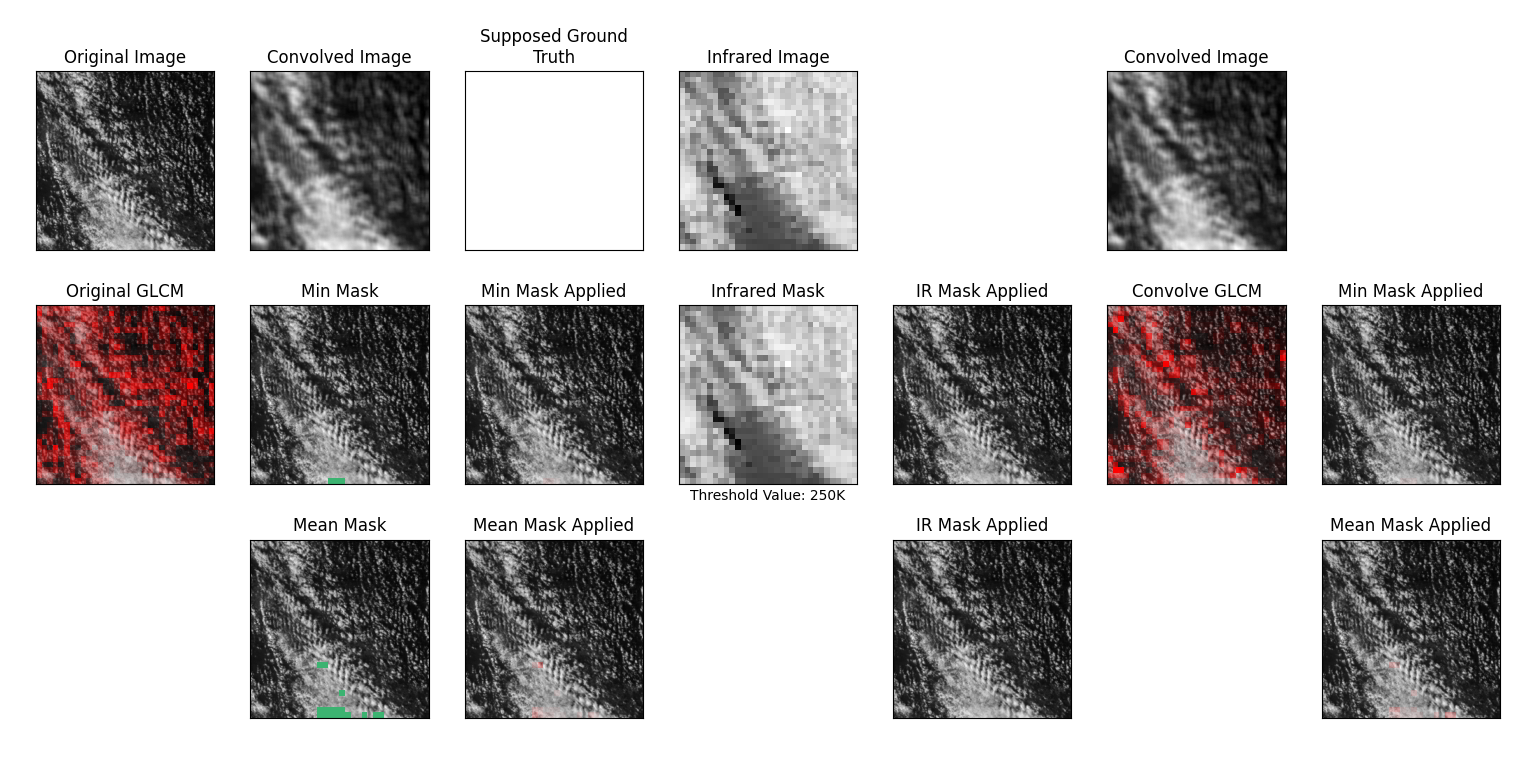 Original Image
Convolved Image
Supposed Ground
Truth
Infrared Image
Convolved Image
Original GLCM
Min Mask
Min Mask Applied
Infrared Mask
IR Mask Applied
Convolve GLCM
Min Mask Applied
Threshold Value: 250K
Mean Mask
Mean Mask Applied
IR Mask Applied
Mean Mask Applied